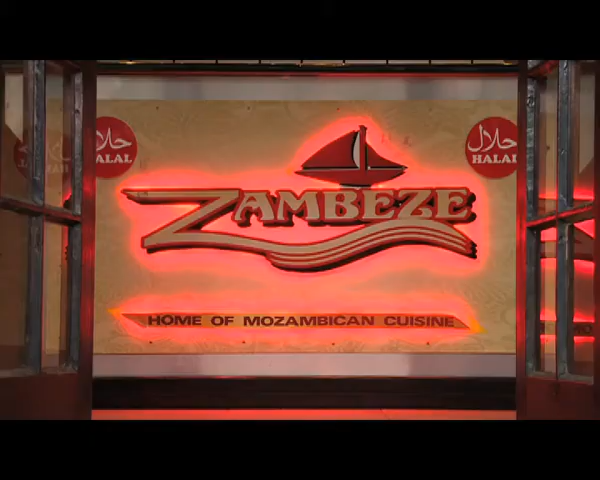 حلال
HALAL
حلال
HALAL
ZAMBEZE
HOME OF MOZAMBICAN CUISINE